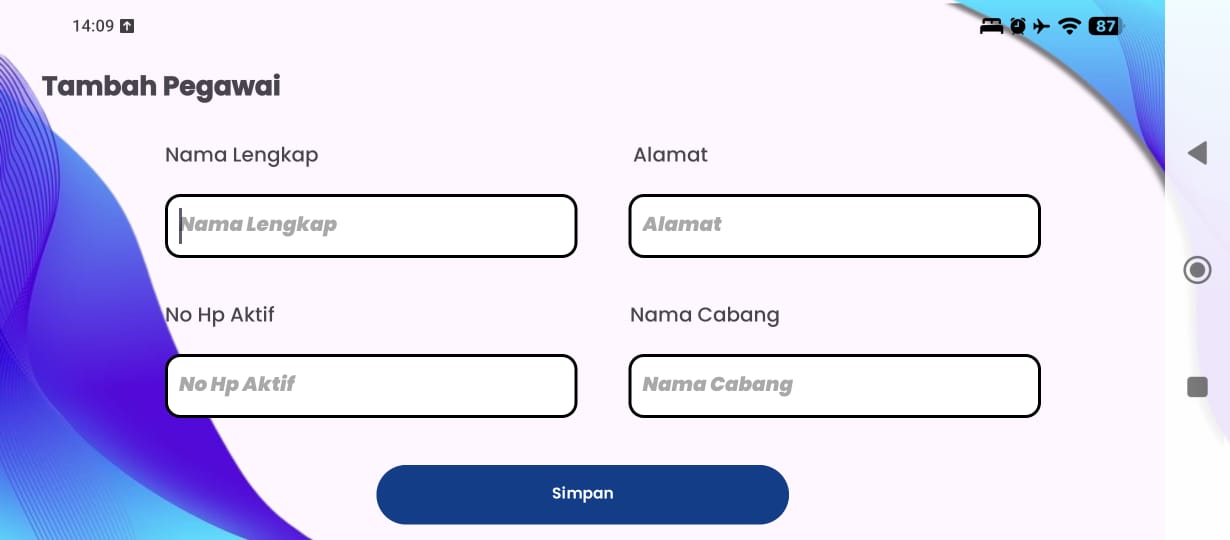 14:09
87
Tambah Pegawai
Nama Lengkap
Alamat
Nama Lengkap
Alamat
No Hp Aktif
Nama Cabang
No Hp Aktif
Nama Cabang
Simpan